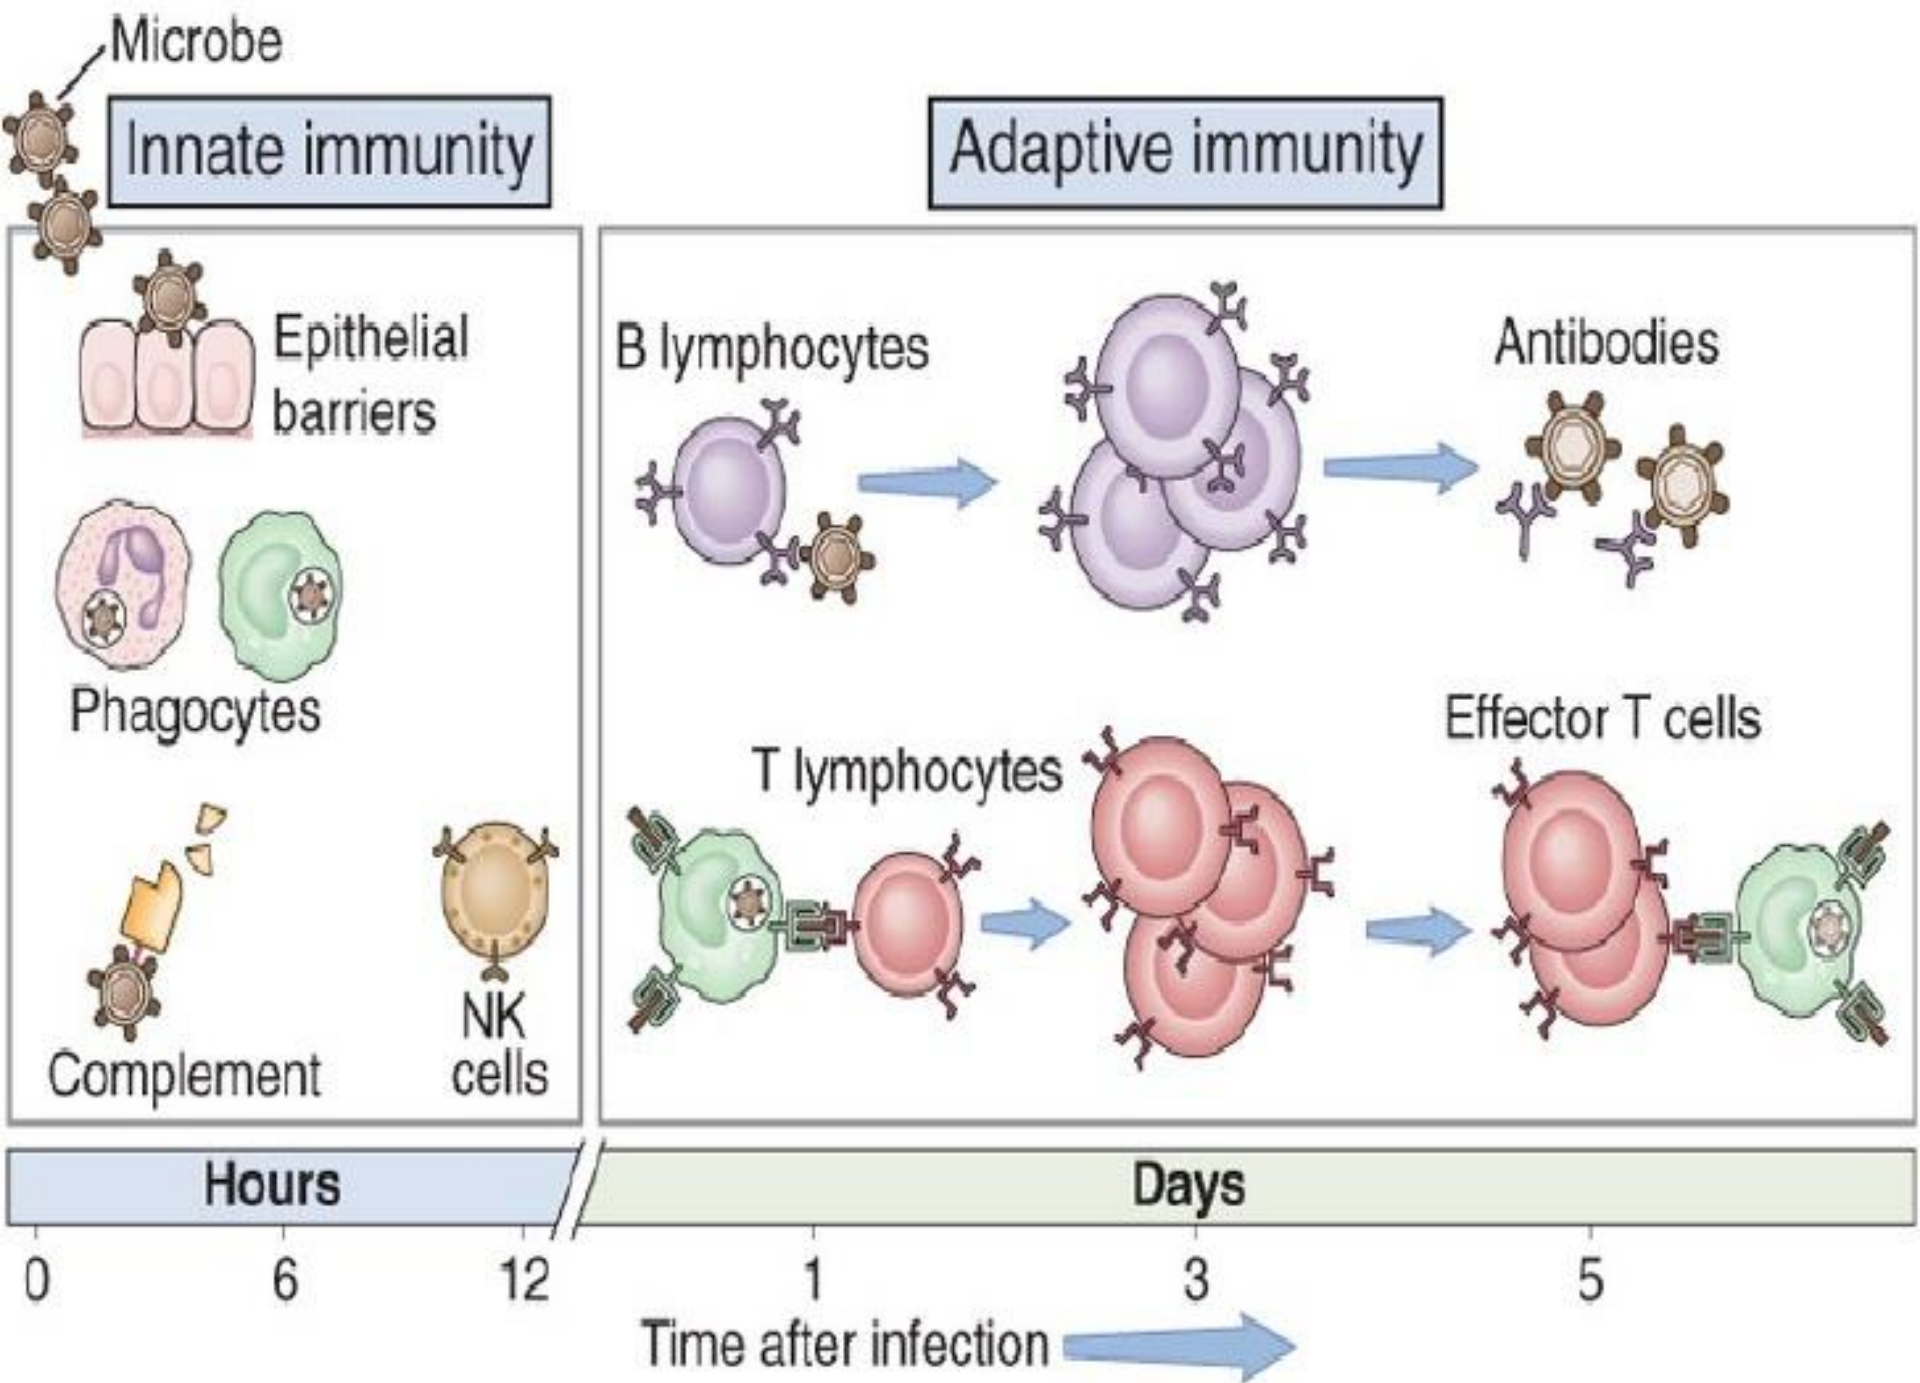 Microbe
Innate immunity
Adaptive immunity
Epithelial
barriers
Phagocytes
Complement
NK
cells
B lymphocytes
Antibodies
T lymphocytes
Effector T cells
Hours
Days
0 6 12 1 3 5
Time after infection